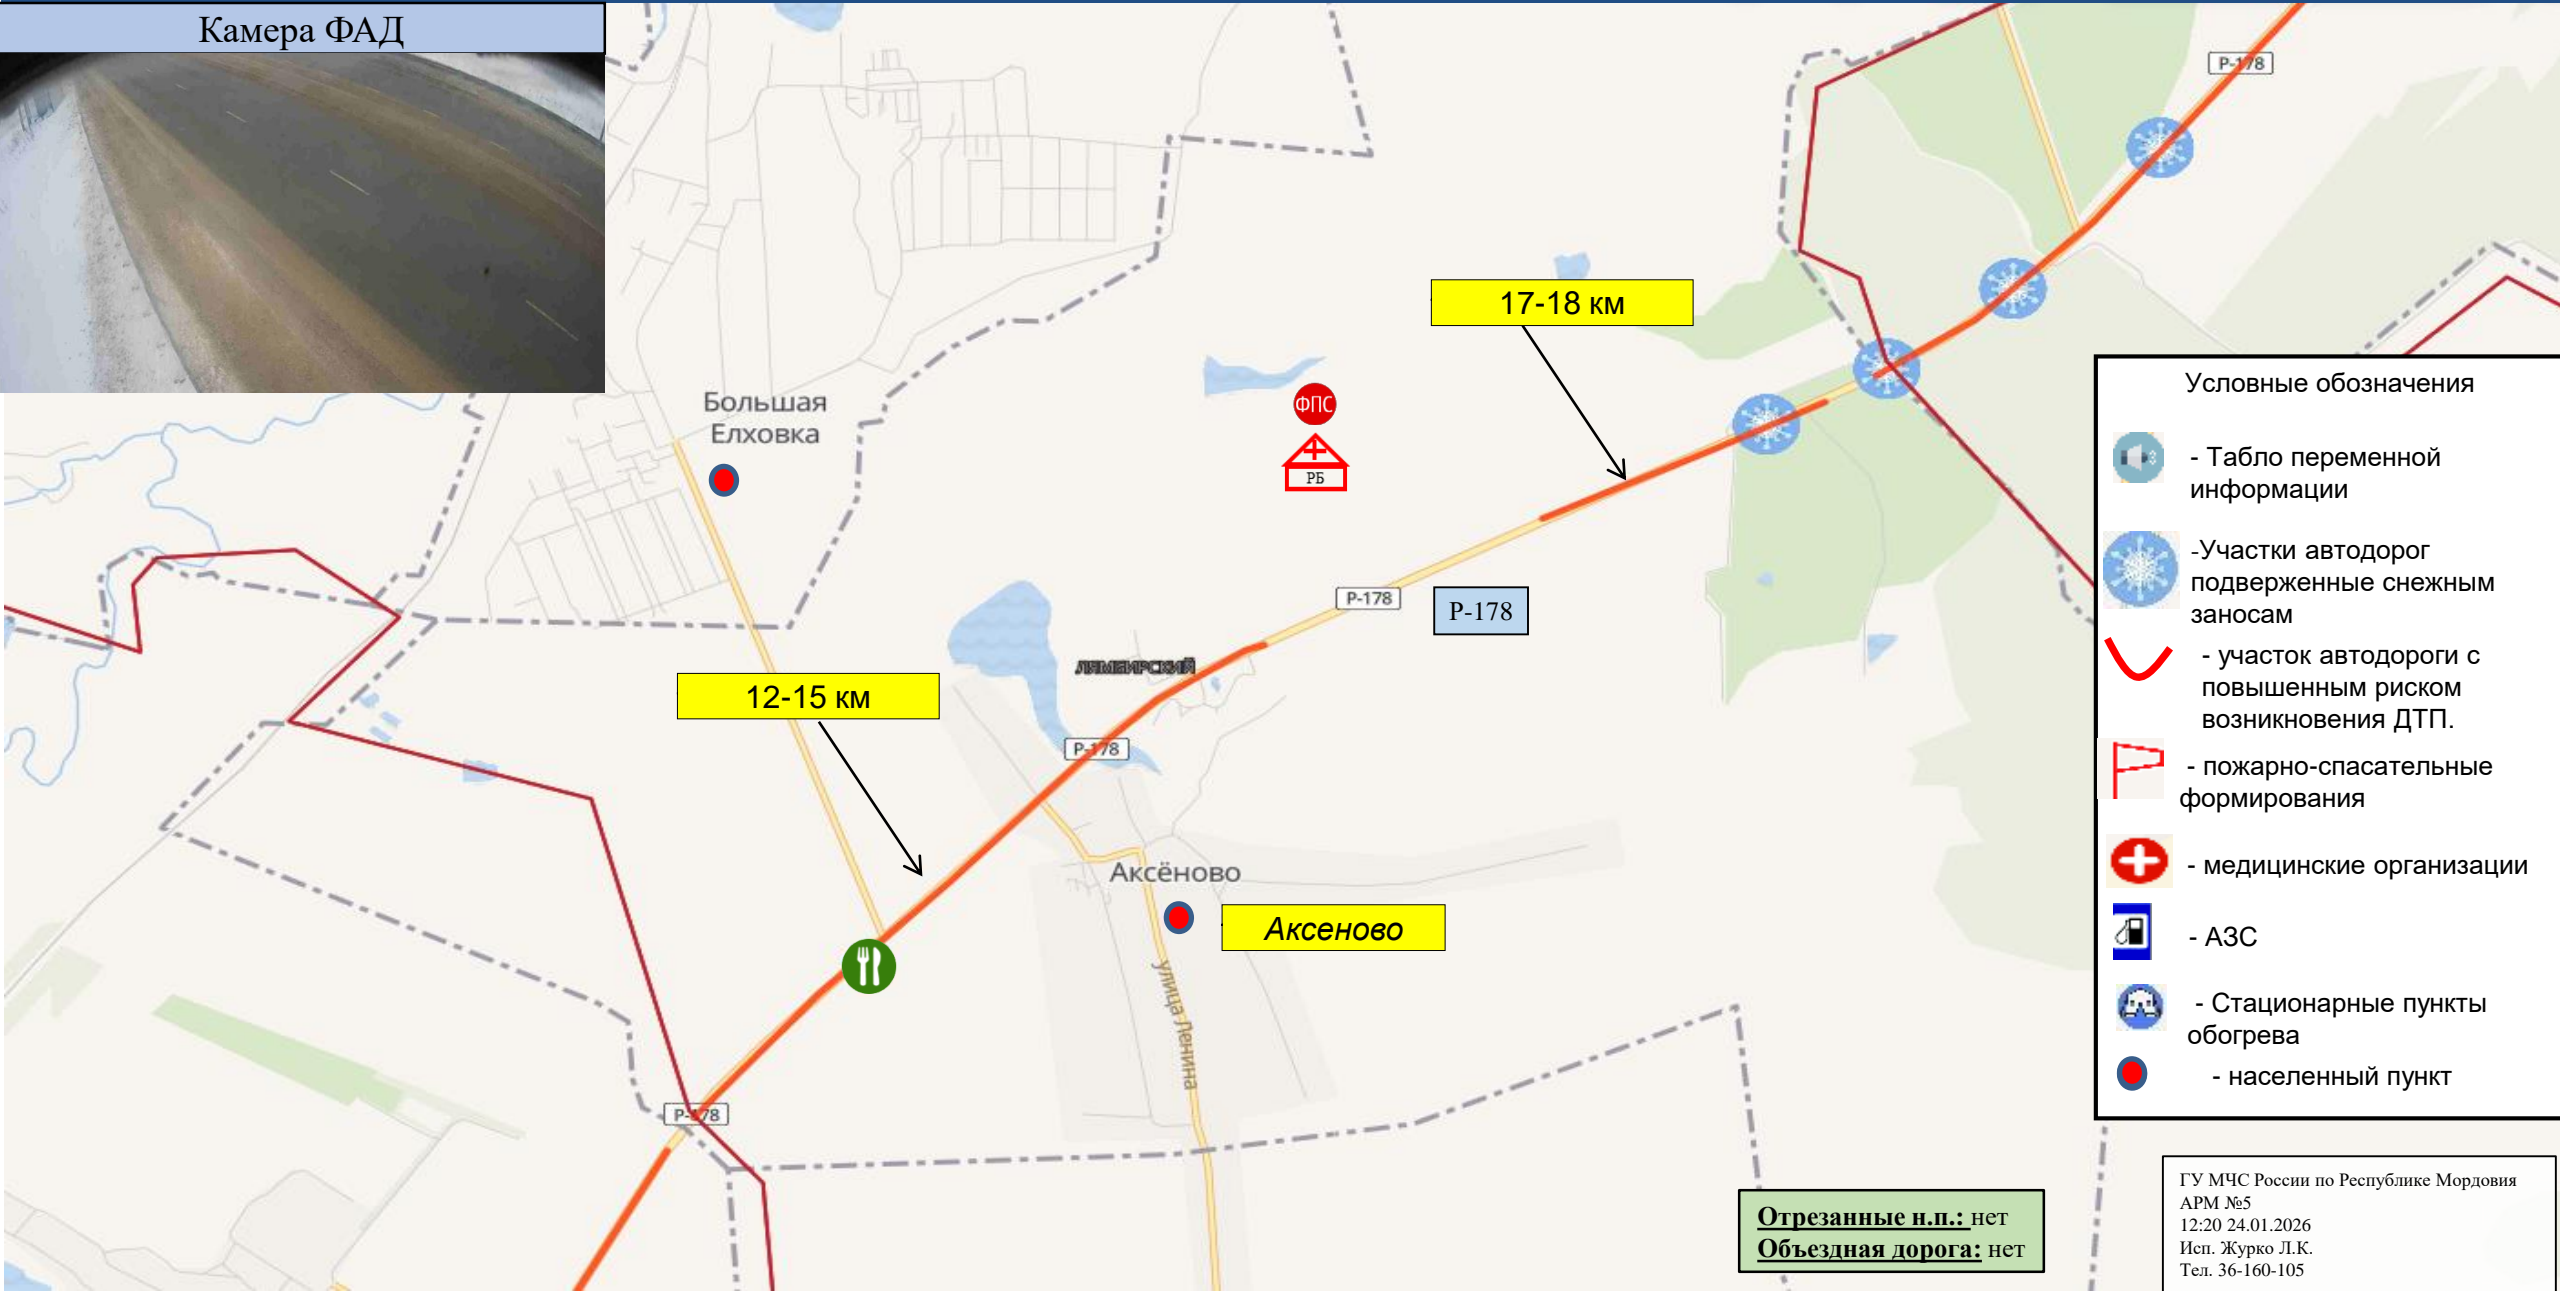 Камера ФАД
Р-178
17-18 км
Большая
Елховка
ФПС
РБ
Р-178
Р-178
ЛЯМБИРСКИЙ
12-15 км
Р-178
Аксёново
Аксеново
улица Ленина
Р-178
Условные обозначения
- Табло переменной
информации
-Участки автодорог
подверженные снежным
заносам
- участок автодороги с
повышенным риском
возникновения ДТП.
- пожарно-спасательные
формирования
- медицинские организации
- АЗС
- Стационарные пункты
обогрева
- населенный пункт
Отрезанные н.п.: нет
Объездная дорога: нет
ГУ МЧС России по Республике Мордовия
АРМ №5
12:20 24.01.2026
Исп. Журко Л.К.
Тел. 36-160-105